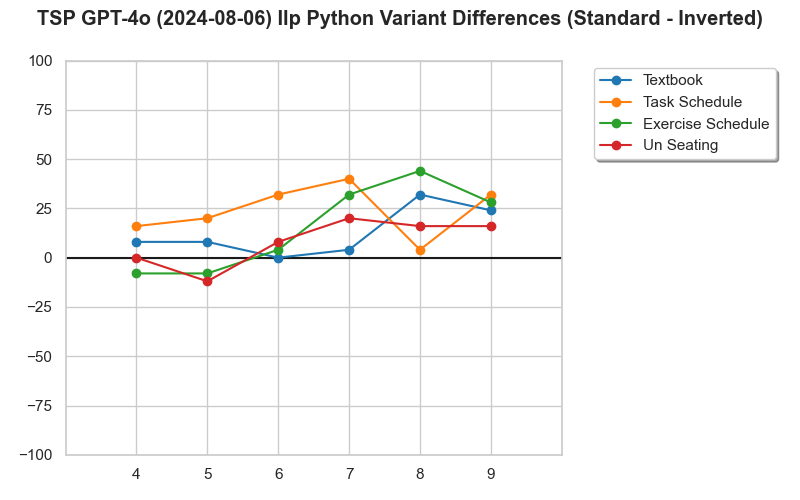 TSP GPT-4o (2024-08-06) Ilp Python Variant Differences (Standard - Inverted)
100
75
50
25
0
−25
−50
−75
−100
4 5 6 7 8 9
Textbook
Task Schedule
Exercise Schedule
Un Seating